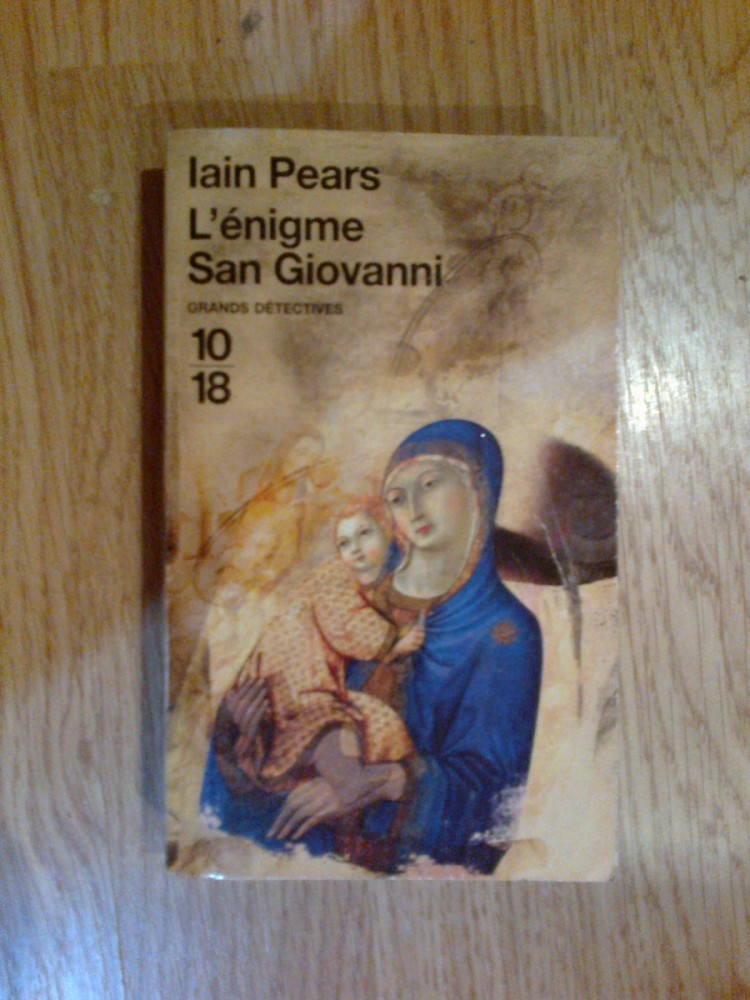 Iain Pears
L'énigme
San Giovanni
GRANDS DÉTECTIVES
10
18